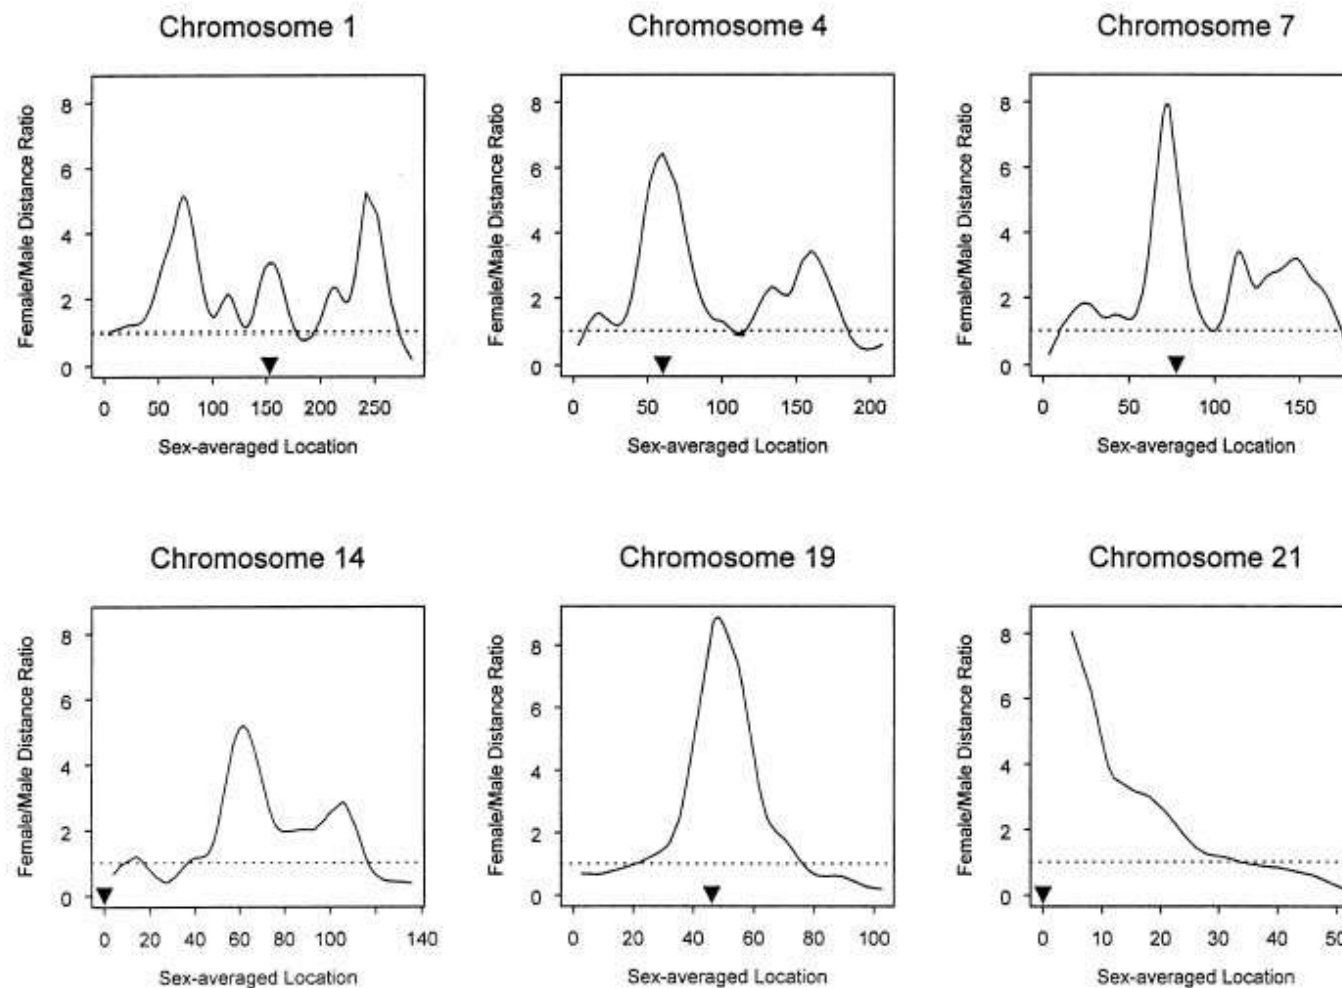 Chromosome 1
Chromosome 4
Chromosome 7
Female/Male Distance Ratio
8
6
4
2
0
0 50 100 150 200 250
Sex-averaged Location
Female/Male Distance Ratio
8
6
4
2
0
0 50 100 150 200
Sex-averaged Location
Female/Male Distance Ratio
8
6
4
2
0
0 50 100 150
Sex-averaged Location
Chromosome 14
Chromosome 19
Chromosome 21
Female/Male Distance Ratio
8
6
4
2
0
0 20 40 60 80 100 140
Sex-averaged Location
Female/Male Distance Ratio
8
6
4
2
0
0 20 40 60 80 100
Sex-averaged Location
Female/Male Distance Ratio
8
6
4
2
0
0 10 20 30 40
Sex-averaged Location